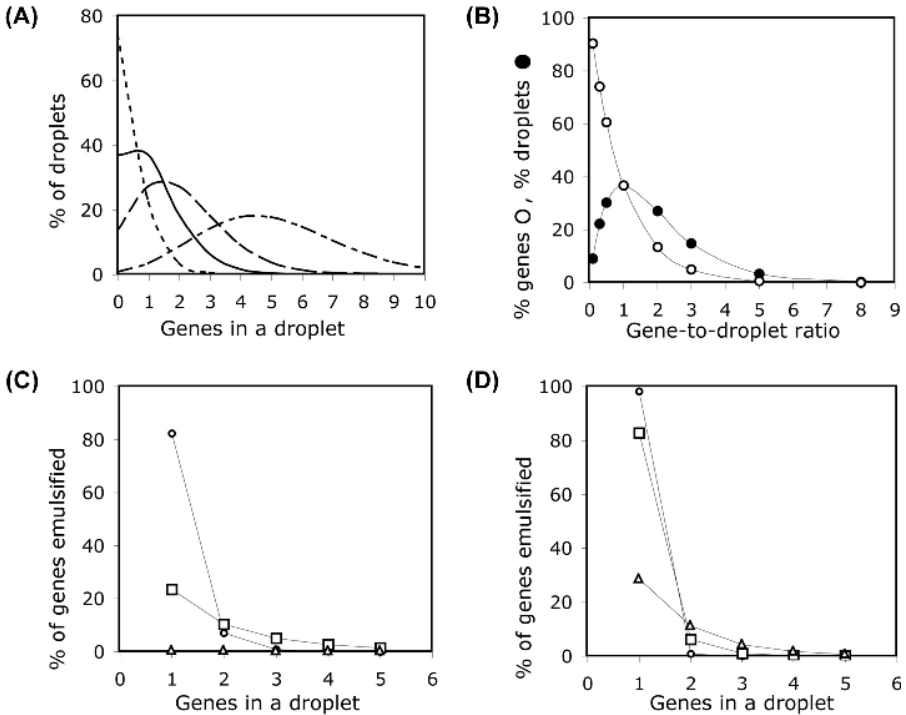 (A)
80
60
40
20
0
% of droplets
0 1 2 3 4 5 6 7 8 9 10
Genes in a droplet
(B)
100
80
60
40
20
0
% genes O , % droplets ●
0 1 2 3 4 5 6 7 8 9
Gene-to-droplet ratio
(C)
100
80
60
40
20
0
% of genes emulsified
0 1 2 3 4 5 6
Genes in a droplet
(D)
100
80
60
40
20
0
% of genes emulsified
0 1 2 3 4 5 6
Genes in a droplet